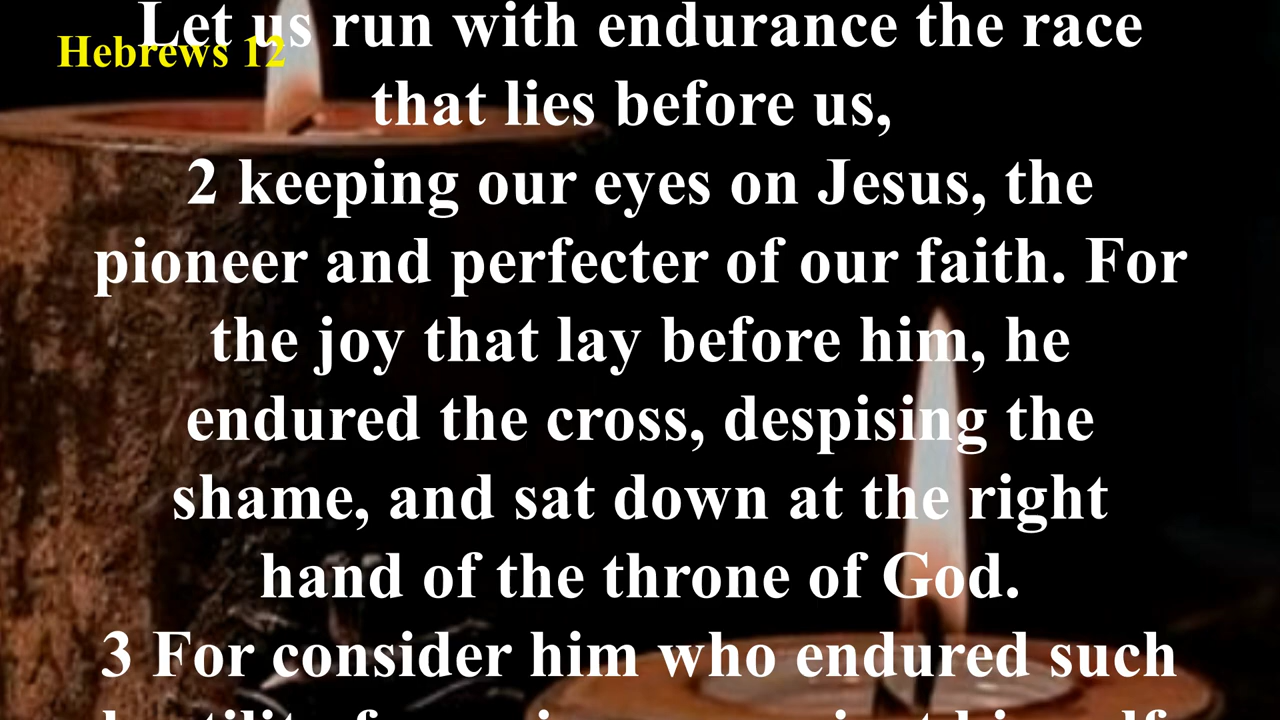 Let us run with endurance the race
Hebrews 12
that lies before us,
2 keeping our eyes on Jesus, the
pioneer and perfecter of our faith. For
the joy that lay before him, he
endured the cross, despising the
shame, and sat down at the right
hand of the throne of God.
3 For consider him who endured such